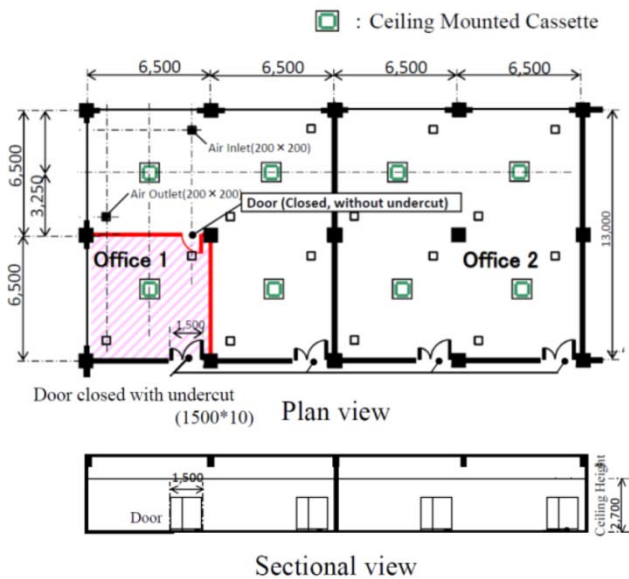 : Ceiling Mounted Cassette
6,500
6,500
6,500
6,500
Air Inlet(200×200)
6,500
3,250
Air Outlet(200×200)
Door (Closed, without undercut)
13,000
Office 1
Office 2
6,500
1,500
Door closed with undercut
(1500*10)
Plan view
1,500
Door
Ceiling Height
2,700
Sectional view